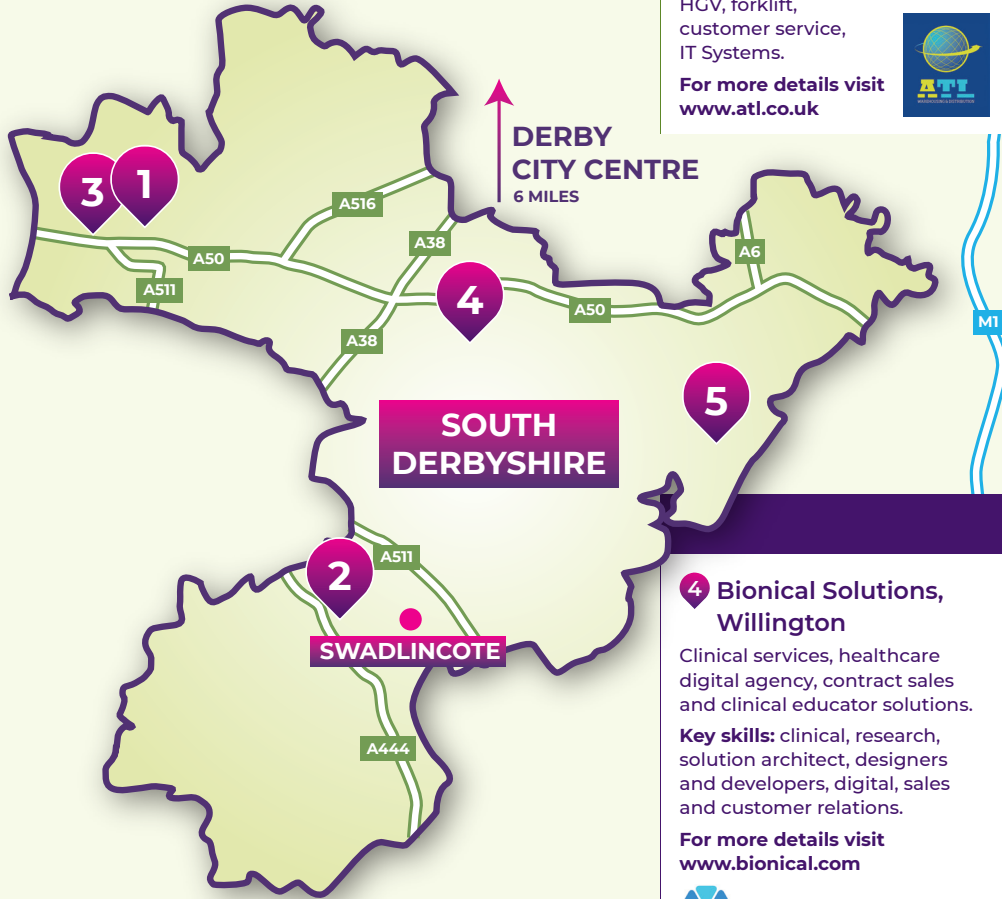 HGV, forklift,
customer service,
IT Systems.
For more details visit
www.atl.co.uk
ATL
WAREHOUSING & DISTRIBUTION
DERBY
CITY CENTRE
6 MILES
3
1
A516
A38
A6
A50
A511
4
A50
M1
A38
5
SOUTH
DERBYSHIRE
2
A511
SWADLINCOTE
A444
4 Bionical Solutions,
Willington
Clinical services, healthcare
digital agency, contract sales
and clinical educator solutions.
Key skills: clinical, research,
solution architect, designers
and developers, digital, sales
and customer relations.
For more details visit
www.bionical.com